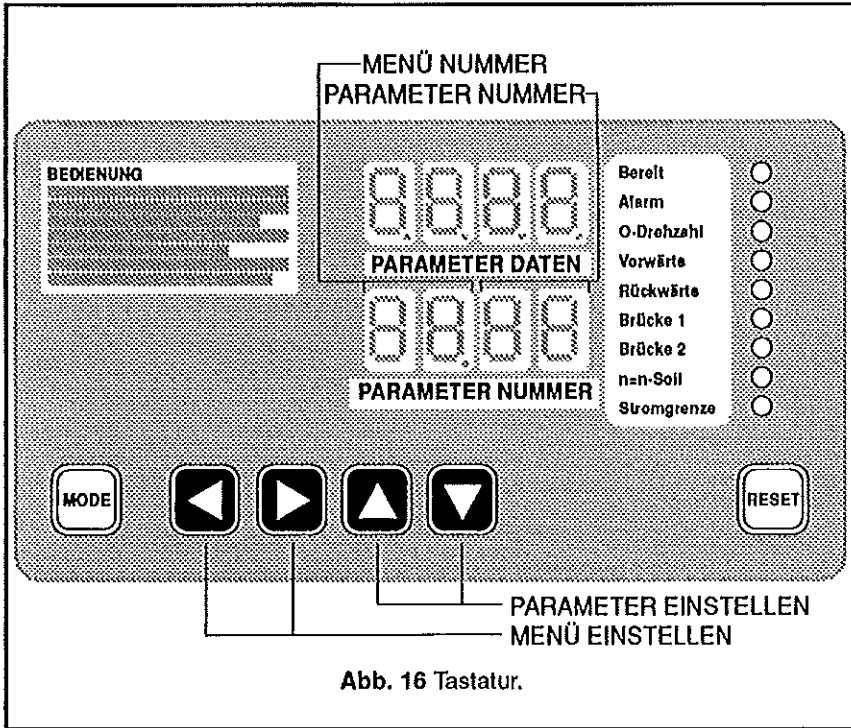 MENÜ NUMMER
PARAMETER NUMMER
BEDIENUNG
PARAMETER DATEN
PARAMETER NUMMER
Bereit
Alarm
O-Drehzahl
Vorwärts
Rückwärts
Brücke 1
Brücke 2
n=n-Soll
Stromgrenze
MODE
RESET
PARAMETER EINSTELLEN
MENÜ EINSTELLEN
Abb. 16 Tastatur.